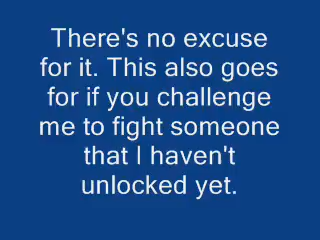 There's no excuse
for it. This also goes
for if you challenge
me to fight someone
that I haven't
unlocked yet.